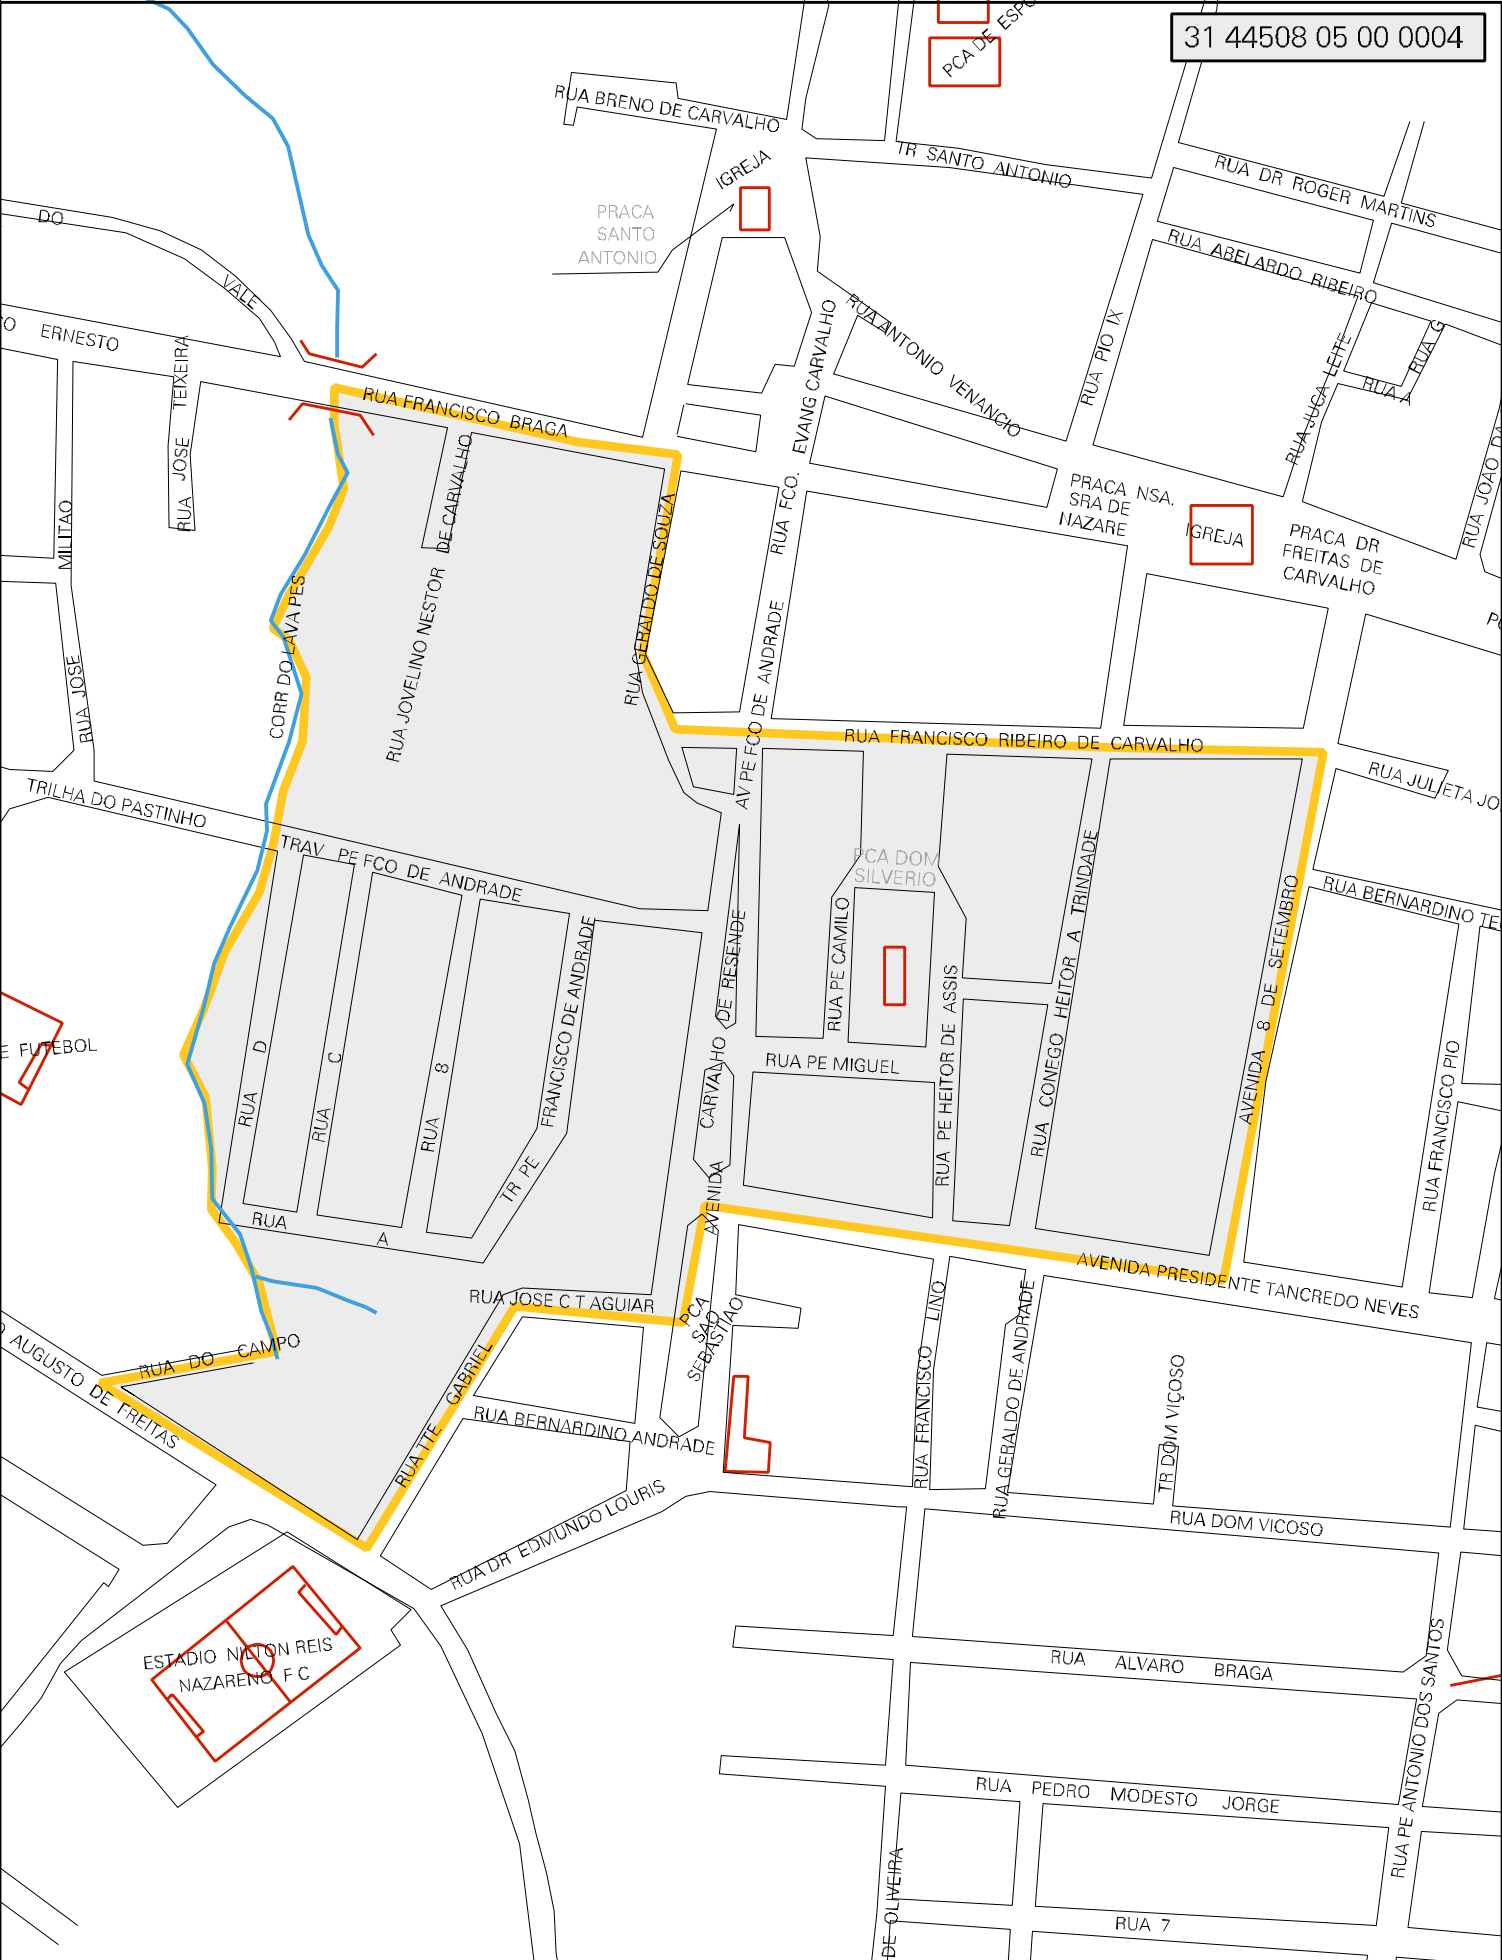 31 44508 05 00 0004
PCA DE ESPO
RUA BRENO DE CARVALHO
TR SANTO ANTONIO
IGREJA
RUA DR ROGER MARTINS
PRACA
SANTO
ANTONIO
DO
VALE
RUA ABELARDO RIBEIRO
ERNESTO
RUA JOSE TEIXEIRA
RUA FRANCISCO BRAGA
RUA ANTONIO VENANCIO
RUA FCO. EVANG CARVALHO
RUA PIO IX
RUA JUCA LEITE
RUA G
RUA A
RUA JOAO DA
PRACA NSA.
SRA DE
NAZARE
IGREJA
PRACA DR
FREITAS DE
CARVALHO
RUA JOSE MILITAO
CORR DO LAVA PES
RUA JOVELINO NESTOR DE CARVALHO
RUA GERALDO DE SOUZA
AV PE FCO DE ANDRADE
RUA FRANCISCO RIBEIRO DE CARVALHO
RUA JULIETA JO
TRILHA DO PASTINHO
TRAV PE FCO DE ANDRADE
PCA DOM
SILVERIO
RUA BERNARDINO TE
RUA PE CAMILO
RUA PE HEITOR DE ASSIS
RUA CONEGO HEITOR A TRINDADE
AVENIDA 8 DE SETEMBRO
RUA FRANCISCO PIO
E FUTEBOL
RUA D
RUA C
RUA 8
TR PE FRANCISCO DE ANDRADE
AVENIDA CARVALHO DE RESENDE
RUA PE MIGUEL
RUA A
AVENIDA PRESIDENTE TANCREDO NEVES
RUA JOSE C T AGUIAR
PCA
SAO
SEBASTIAO
RUA DO CAMPO
O AUGUSTO DE FREITAS
RUA TTE GABRIEL
RUA BERNARDINO ANDRADE
RUA FRANCISCO LINO
RUA GERALDO DE ANDRADE
TR DOM VIÇOSO
RUA DR EDMUNDO LOURIS
RUA DOM VICOSO
ESTADIO NILTON REIS
NAZARENO F C
RUA ALVARO BRAGA
RUA PE ANTONIO DOS SANTOS
RUA PEDRO MODESTO JORGE
DE OLIVEIRA
RUA 7